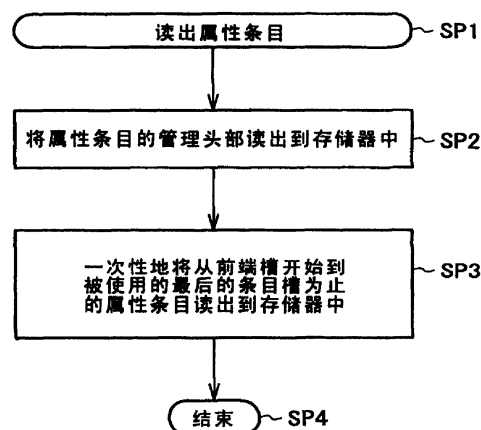 读出属性条目
SP1
将属性条目的管理头部读出到存储器中
SP2
一次性地将从前端槽开始到
被使用的最后的条目槽为止
的属性条目读出到存储器中
SP3
结束
SP4